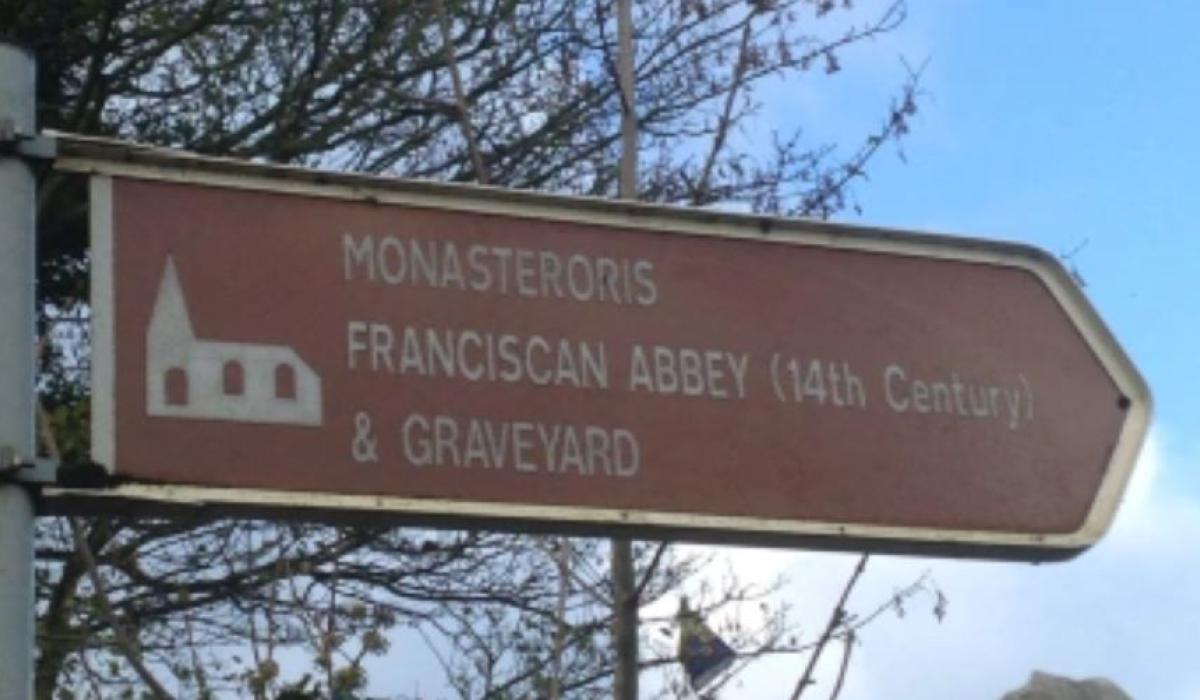 MONASTERORIS
FRANCISCAN ABBEY (14th Century)
& GRAVEYARD